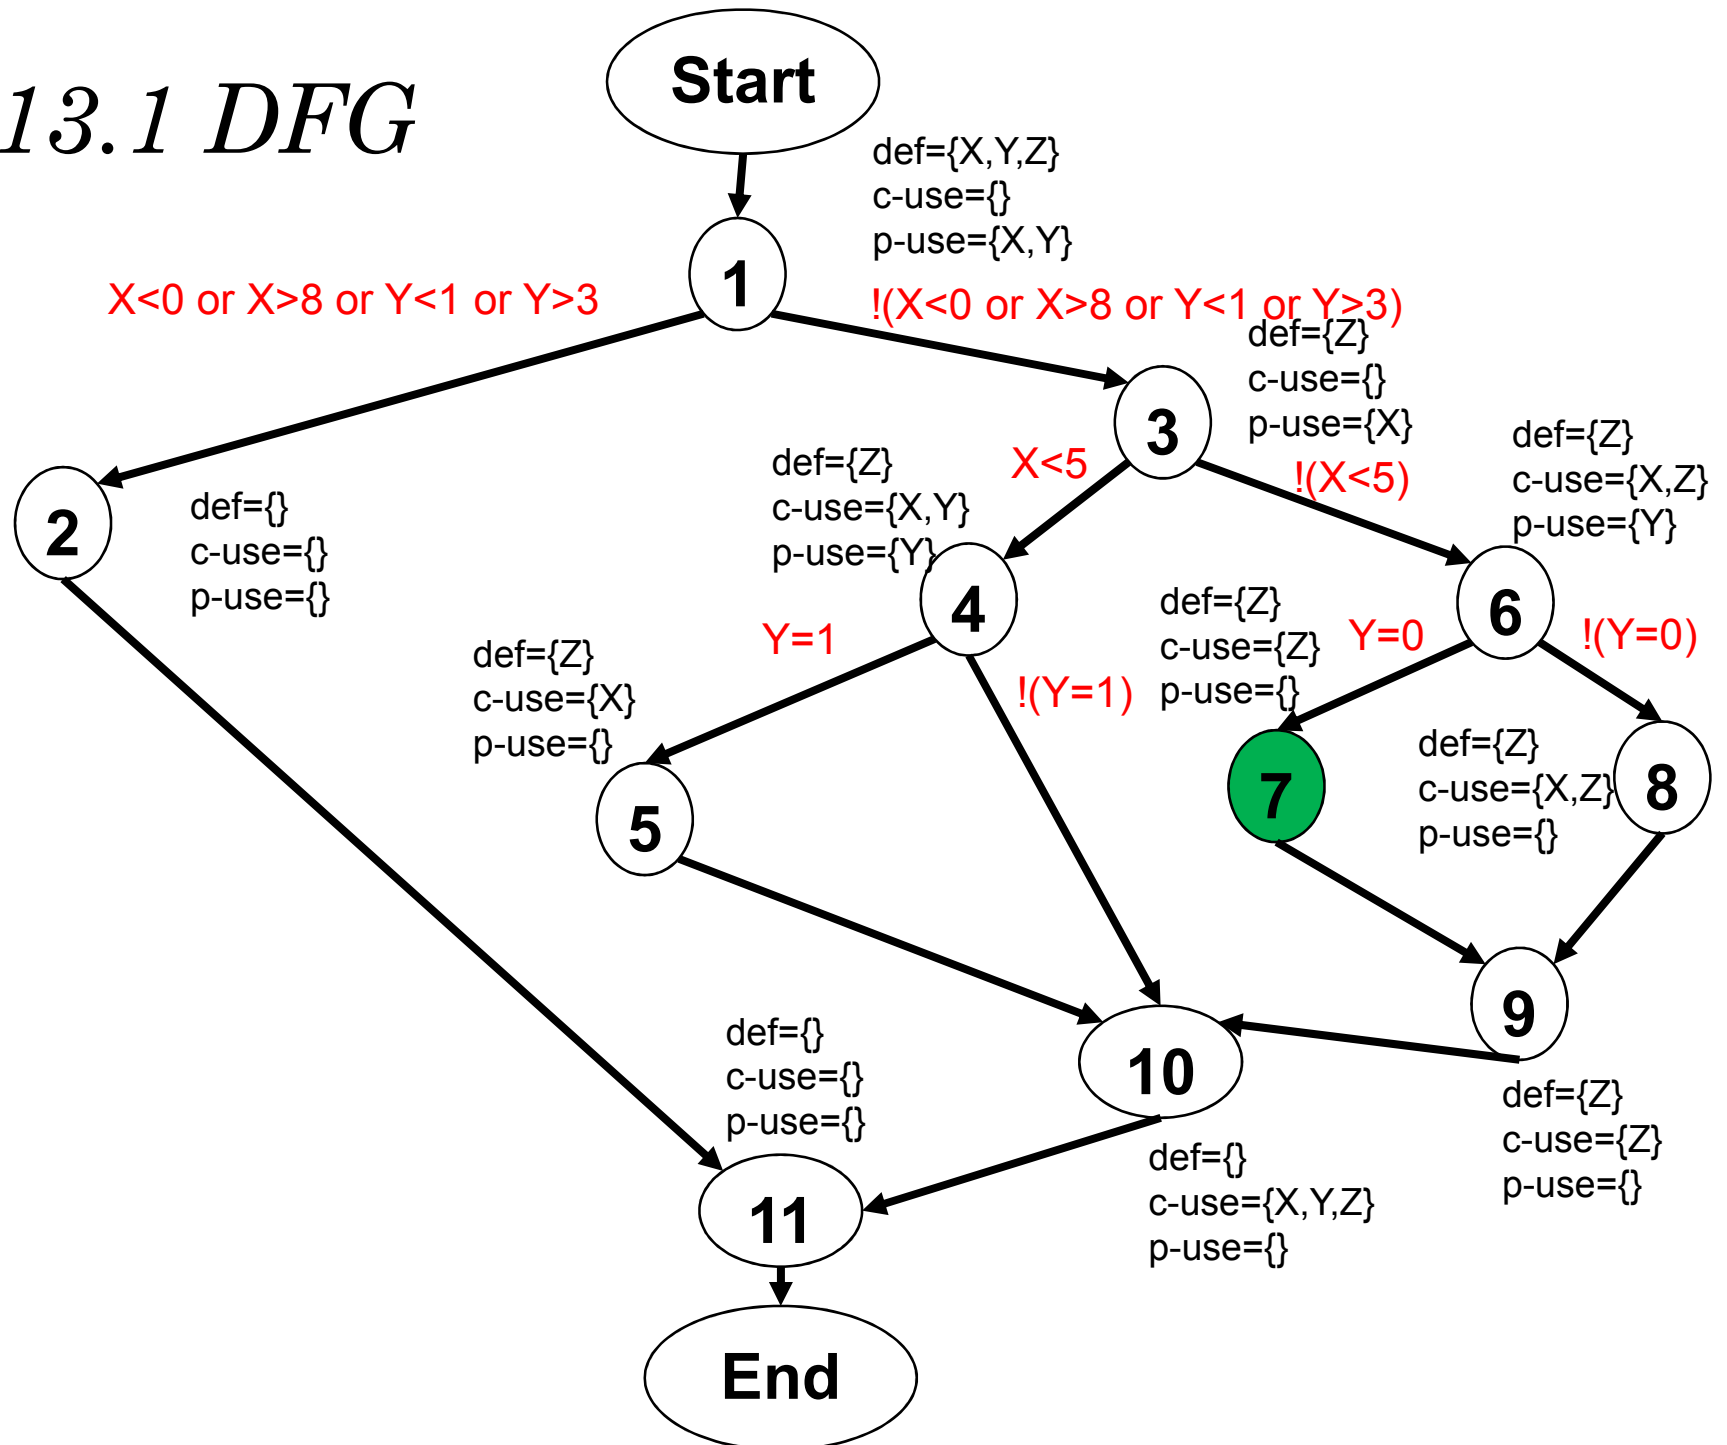 13.1 DFG
Start
def={X,Y,Z}
c-use={}
p-use={X,Y}
1
X<0 or X>8 or Y<1 or Y>3
!(X<0 or X>8 or Y<1 or Y>3)
def={Z}
c-use={}
p-use={X}
3
X<5
!(X<5)
def={Z}
c-use={X,Z}
p-use={Y}
def={Z}
c-use={X,Y}
p-use={Y}
2
def={}
c-use={}
p-use={}
4
6
Y=1
!(Y=1)
def={Z}
c-use={Z}
p-use={}
Y=0
!(Y=0)
def={Z}
c-use={X}
p-use={}
5
7
def={Z}
c-use={X,Z}
p-use={}
8
9
def={Z}
c-use={Z}
p-use={}
10
def={}
c-use={X,Y,Z}
p-use={}
def={}
c-use={}
p-use={}
11
End